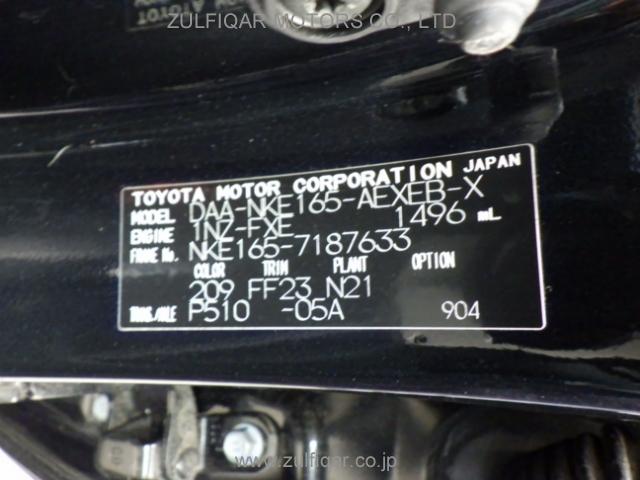 ZULFIQAR MOTORS CO.,LTD
TOYOTA MOTOR CORPORATION JAPAN
MODEL DAA-NKE165-AEXEB-X
ENGINE 1NZ-FXE 1496 mL
FRAME No. NKE165-7187633
COLOR TRIM PLANT OPTION
209 FF23 N21
TRANS./AXLE P510 -05A 904
www.zulfiqar.co.jp